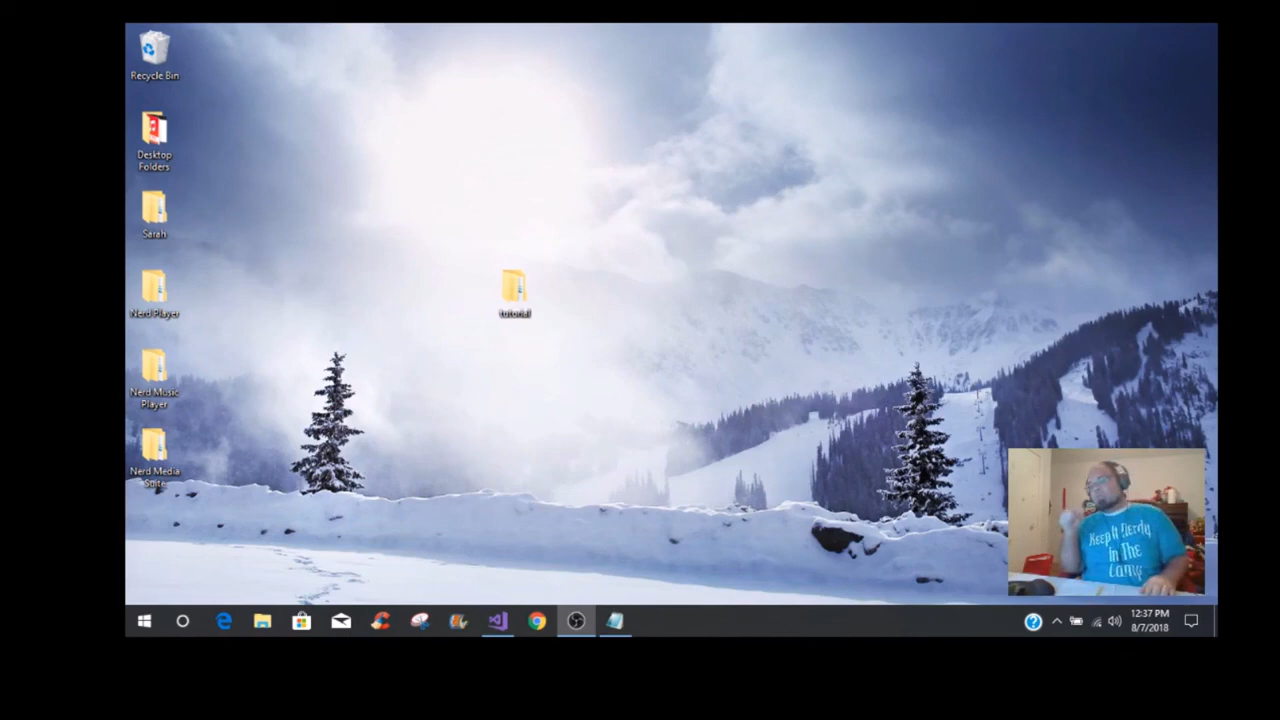 Recycle Bin
Desktop
Folders
Sarah
Nerd Player
Nerd Music
Player
Nerd Media
Suite
tutorial
Keep It Nerdy
In The
Camp
12:37 PM
8/7/2018